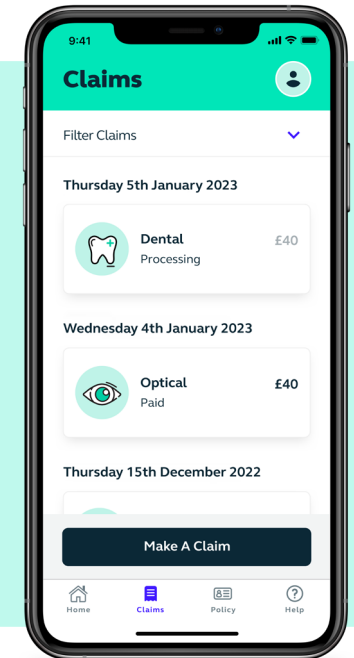 9:41
Claims
Filter Claims
Thursday 5th January 2023
Dental £40
Processing
Wednesday 4th January 2023
Optical £40
Paid
Thursday 15th December 2022
Make A Claim
Home Claims Policy Help